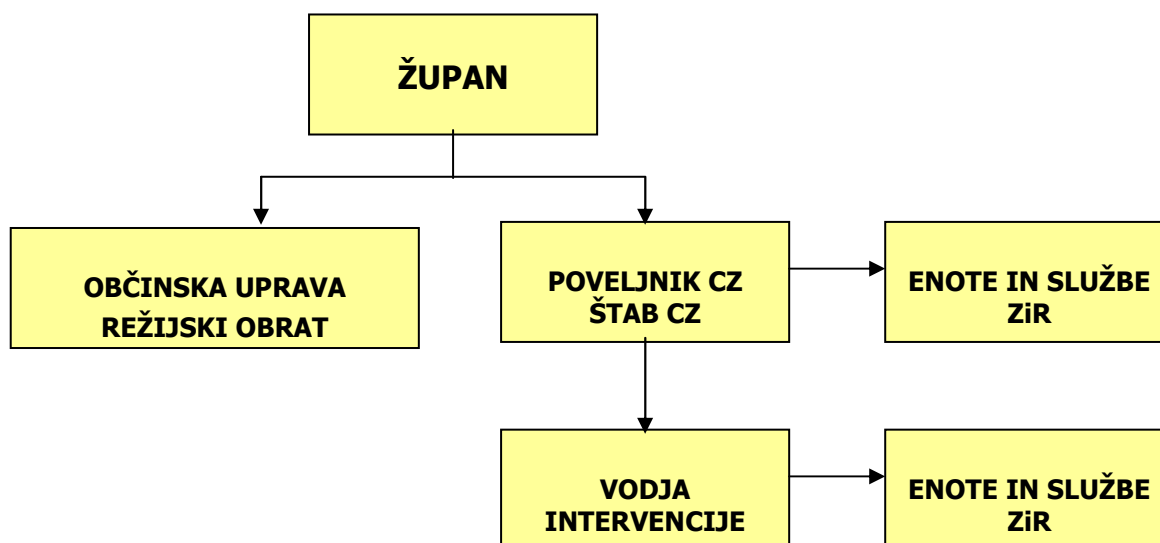 ŽUPAN
OBČINSKA UPRAVA
REŽIJSKI OBRAT
POVELJNIK CZ
ŠTAB CZ
ENOTE IN SLUŽBE
ZiR
VODJA
INTERVENCIJE
ENOTE IN SLUŽBE
ZiR